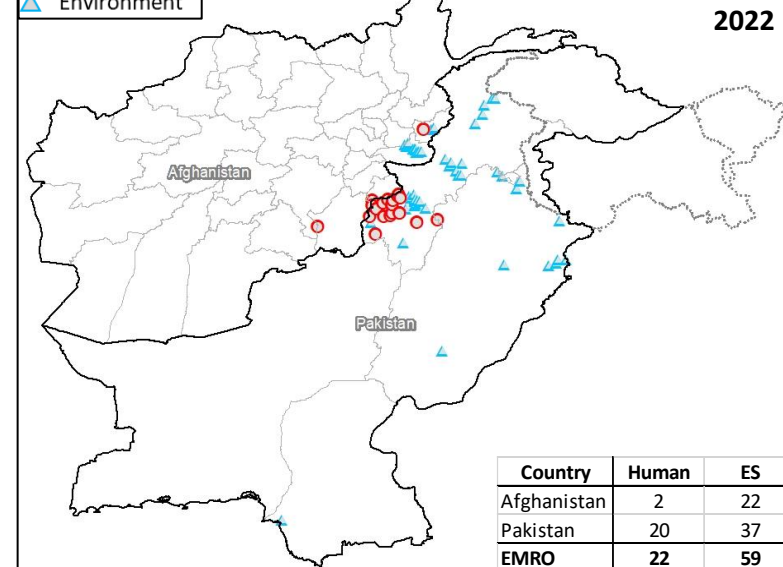 Environment
2022
Afghanistan
Pakistan
Country Human ES
Afghanistan 2 22
Pakistan 20 37
EMRO 22 59